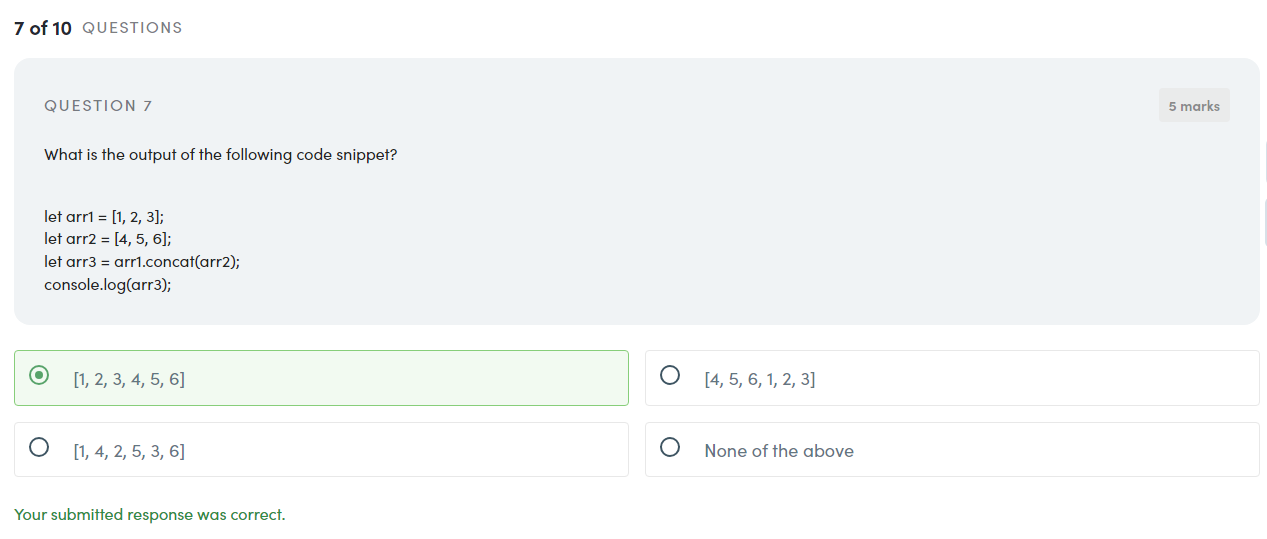 7 of 10 QUESTIONS
QUESTION 7
5 marks
What is the output of the following code snippet?
let arr1 = [1, 2, 3];
let arr2 = [4, 5, 6];
let arr3 = arr1.concat(arr2);
console.log(arr3);
[1, 2, 3, 4, 5, 6]
[4, 5, 6, 1, 2, 3]
[1, 4, 2, 5, 3, 6]
None of the above
Your submitted response was correct.